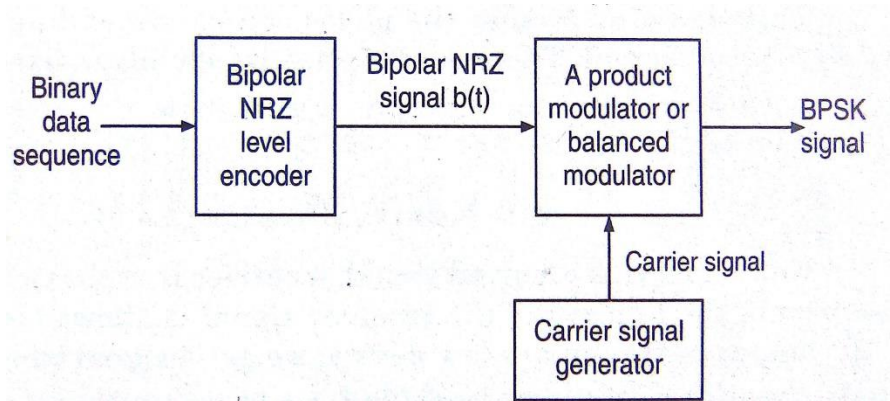 Binary
data
sequence
Bipolar
NRZ
level
encoder
Bipolar NRZ
signal b(t)
A product
modulator or
balanced
modulator
BPSK
signal
Carrier signal
Carrier signal
generator